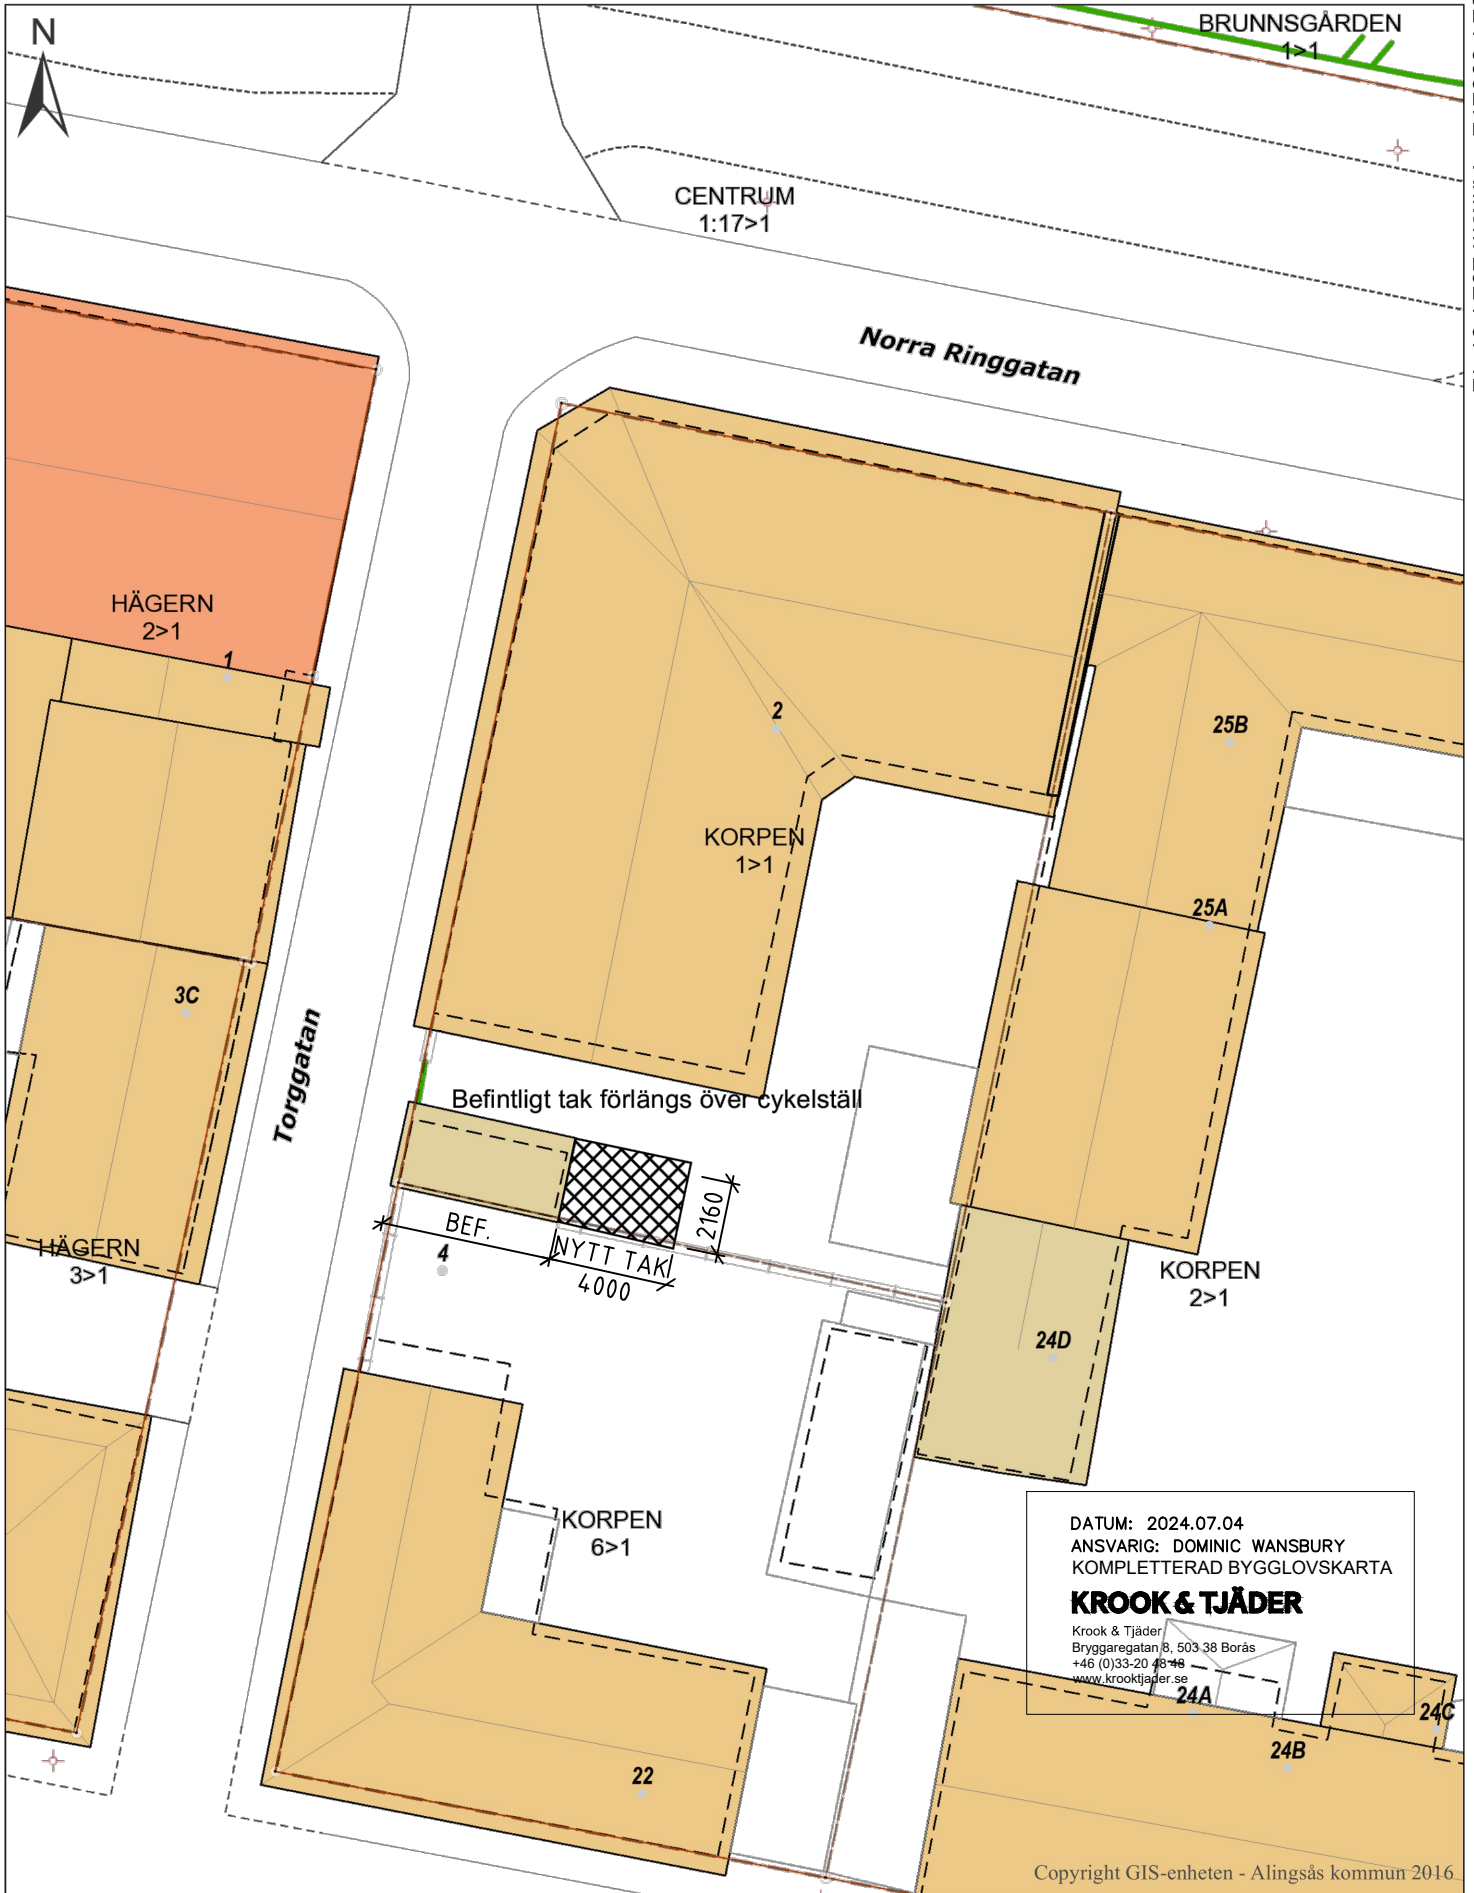 N
BRUNNSGÅRDEN
1>1
CENTRUM
1:17>1
Norra Ringgatan
HÄGERN
2>1
1
2
25B
KORPEN
1>1
25A
3C
Torggatan
Befintligt tak förlängs över cykelställ
2160
BEF.
NYTT TAK
4000
4
HÄGERN
3>1
KORPEN
2>1
24D
KORPEN
6>1
DATUM: 2024.07.04
ANSVARIG: DOMINIC WANSBURY
KOMPLETTERAD BYGGLOVSKARTA
KROOK & TJÄDER
Krook & Tjäder
Bryggaregatan 8, 503 38 Borås
+46 (0)33-20 48 48
www.krooktjader.se
24A
24C
24B
22
Copyright GIS-enheten - Alingsås kommun 2016